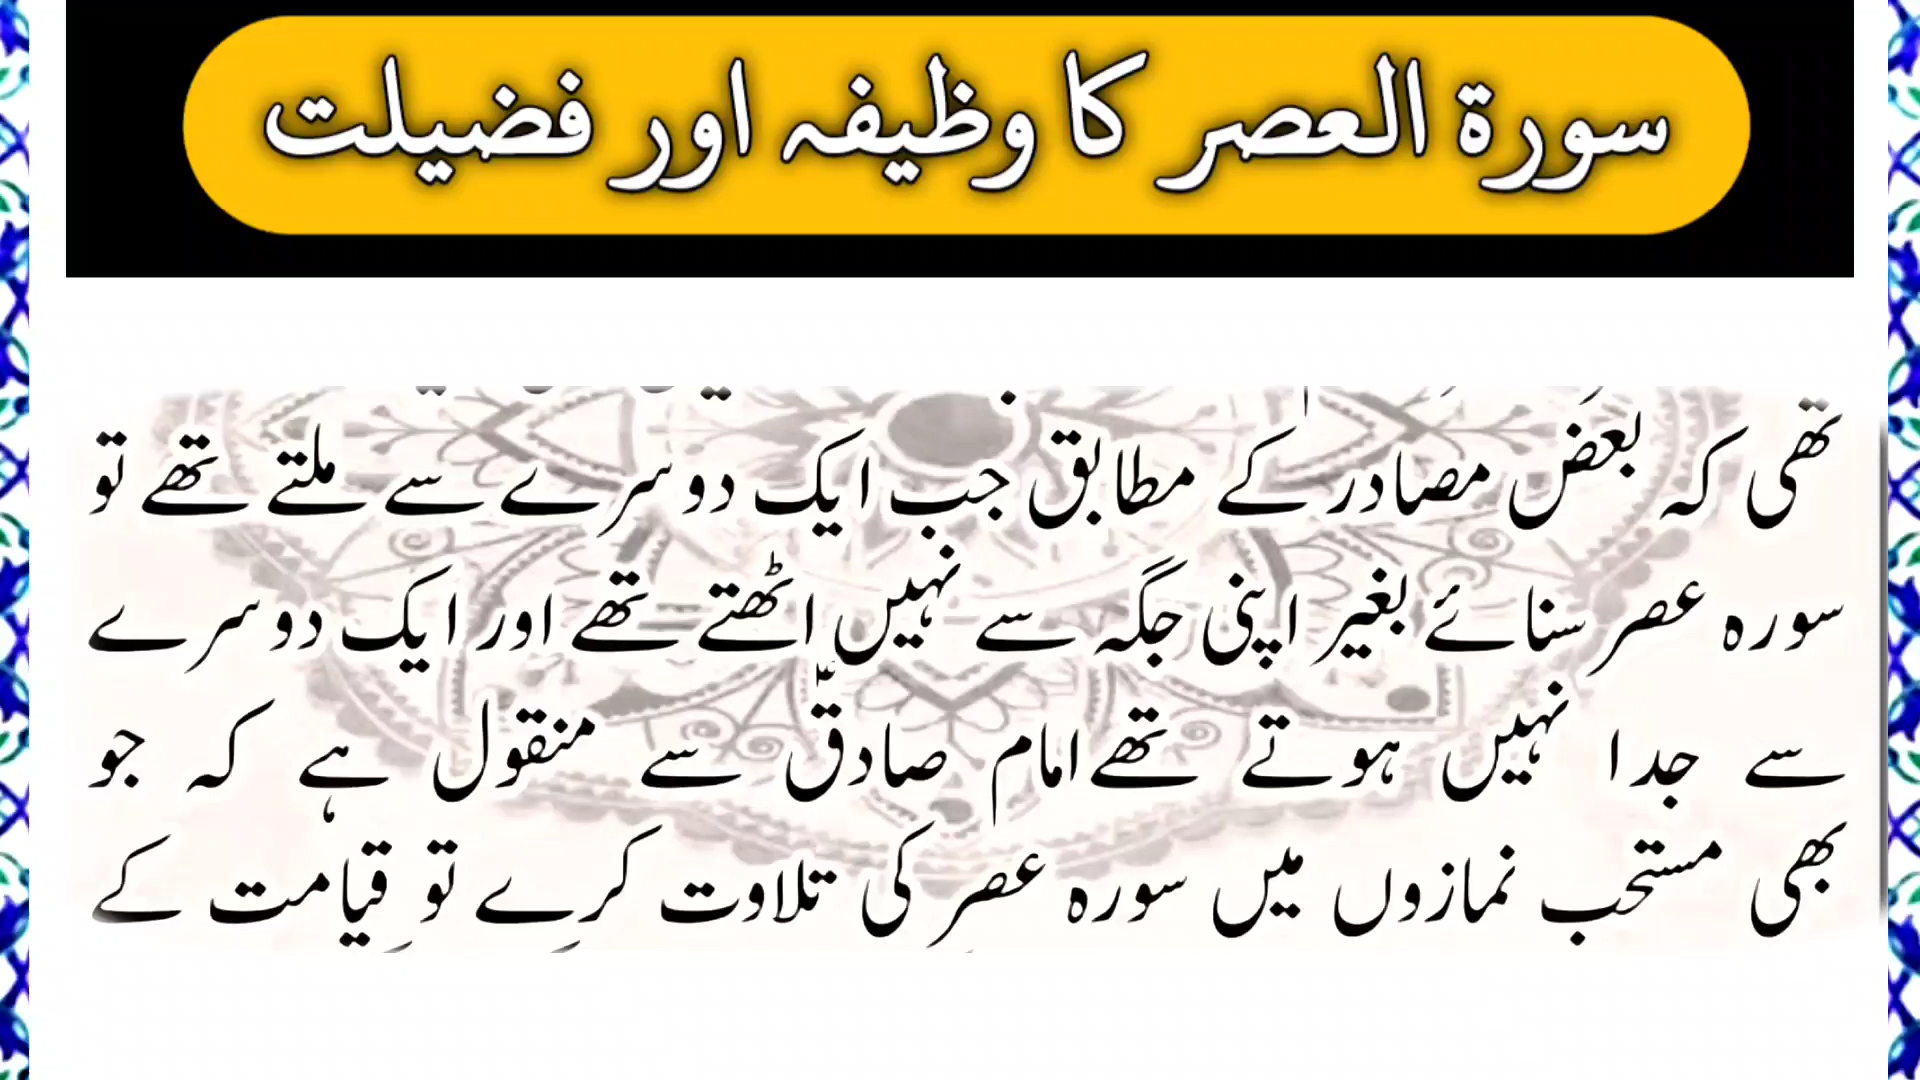 سورۃ العصر کا وظیفہ اور فضیلت
تھی کہ بعض مصادر کے مطابق جب ایک دوسرے سے ملتے تھے تو
سورہ عصر سنائے بغیر اپنی جگہ سے نہیں اٹھتے تھے اور ایک دوسرے
سے جدا نہیں ہوتے تھے امام صادقؑ سے منقول ہے کہ جو
بھی مستحب نمازوں میں سورہ عصر کی تلاوت کرے تو قیامت کے